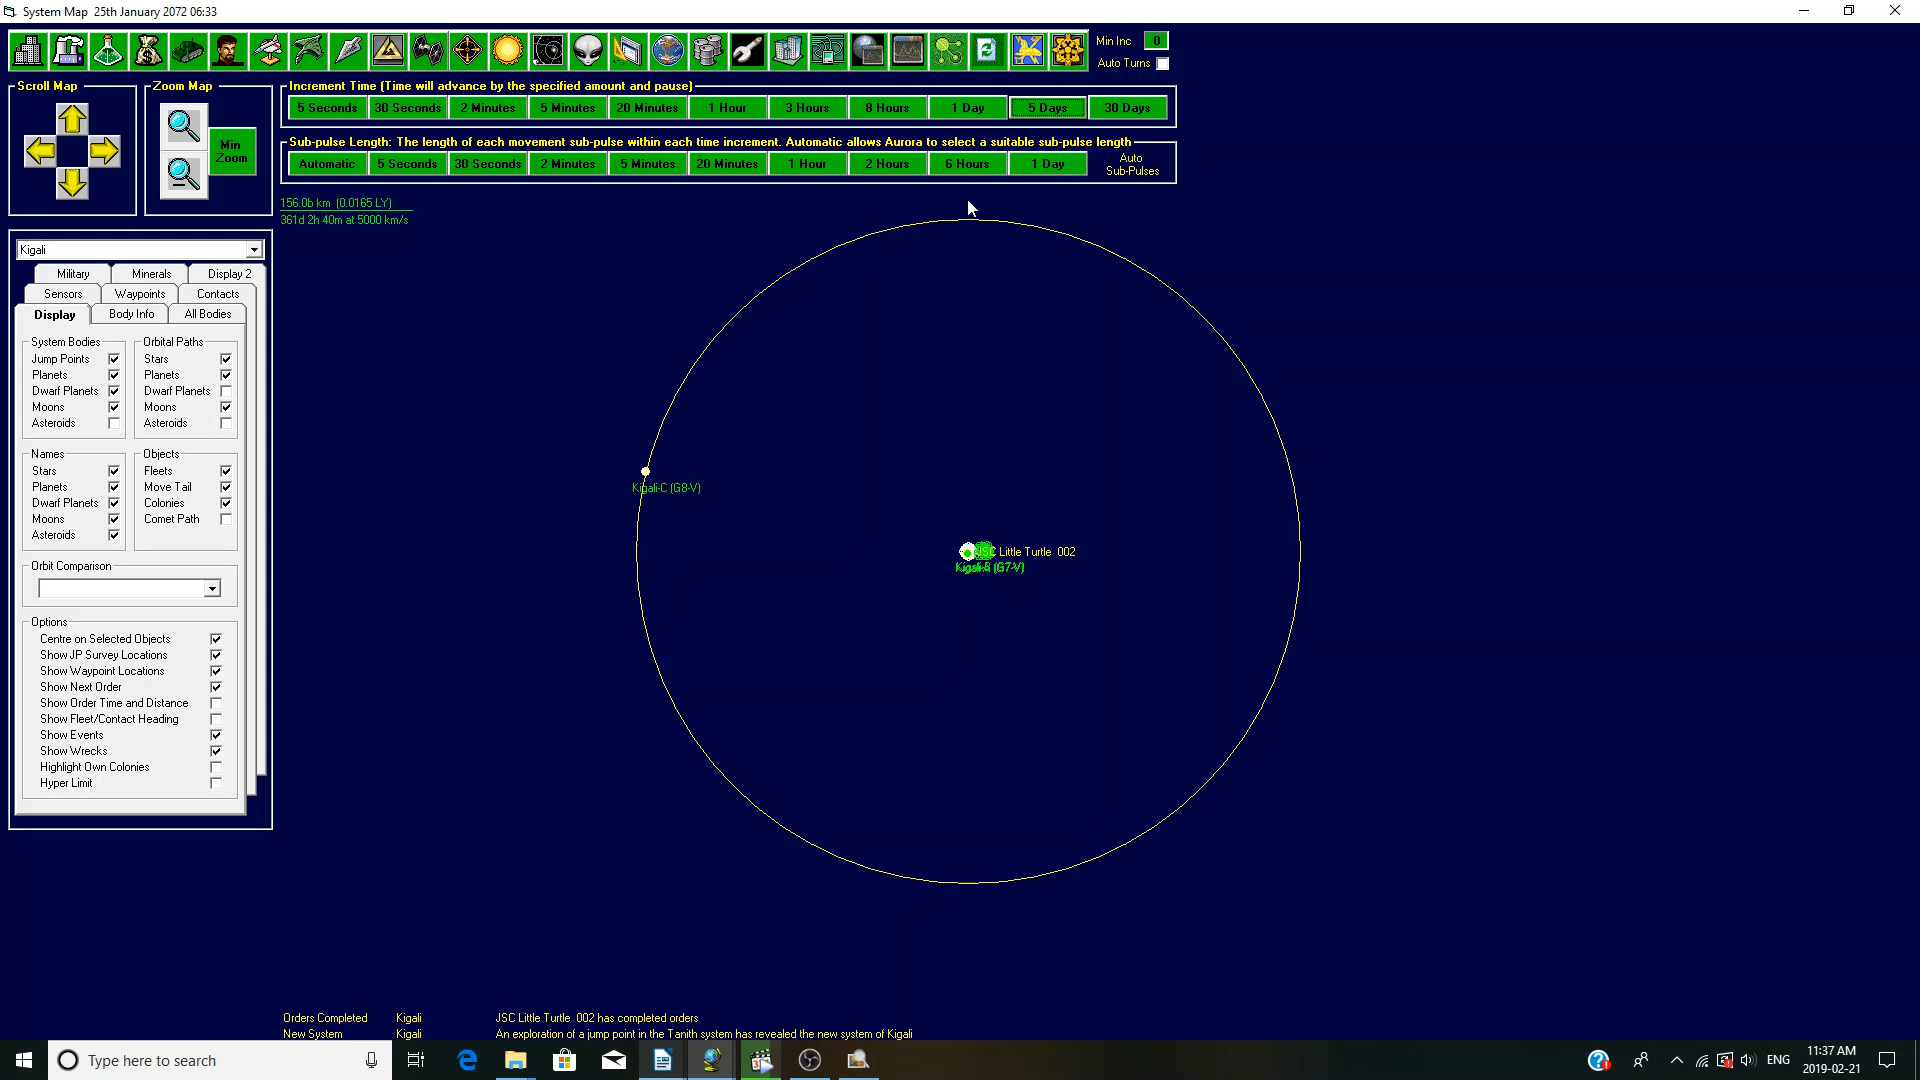 System Map  25th January 2072 06:33
Min Inc 0
Auto Turns
Scroll Map
Zoom Map
Min Zoom
Increment Time (Time will advance by the specified amount and pause)
5 Seconds 30 Seconds 2 Minutes 5 Minutes 20 Minutes 1 Hour 3 Hours 8 Hours 1 Day 5 Days 30 Days
Sub-pulse Length: The length of each movement sub-pulse within each time increment. Automatic allows Aurora to select a suitable sub-pulse length
Automatic 5 Seconds 30 Seconds 2 Minutes 5 Minutes 20 Minutes 1 Hour 2 Hours 6 Hours 1 Day
Auto
Sub-Pulses
156.0b km (0.0165 LY)
361d 2h 40m at 5000 km/s
Kigali
Military Minerals Display 2
Sensors Waypoints Contacts
Display Body Info All Bodies
System Bodies
Jump Points
Planets
Dwarf Planets
Moons
Asteroids
Orbital Paths
Stars
Planets
Dwarf Planets
Moons
Asteroids
Names
Stars
Planets
Dwarf Planets
Moons
Asteroids
Objects
Fleets
Move Tail
Colonies
Comet Path
Orbit Comparison
Options
Centre on Selected Objects
Show JP Survey Locations
Show Waypoint Locations
Show Next Order
Show Order Time and Distance
Show Fleet/Contact Heading
Show Events
Show Wrecks
Highlight Own Colonies
Hyper Limit
Kigali-C (G8-V)
JSC Little Turtle 002
(G7-V)
Orders Completed Kigali JSC Little Turtle 002 has completed orders
New System Kigali An exploration of a jump point in the Tanith system has revealed the new system of Kigali
Type here to search
ENG
11:37 AM
2019-02-21